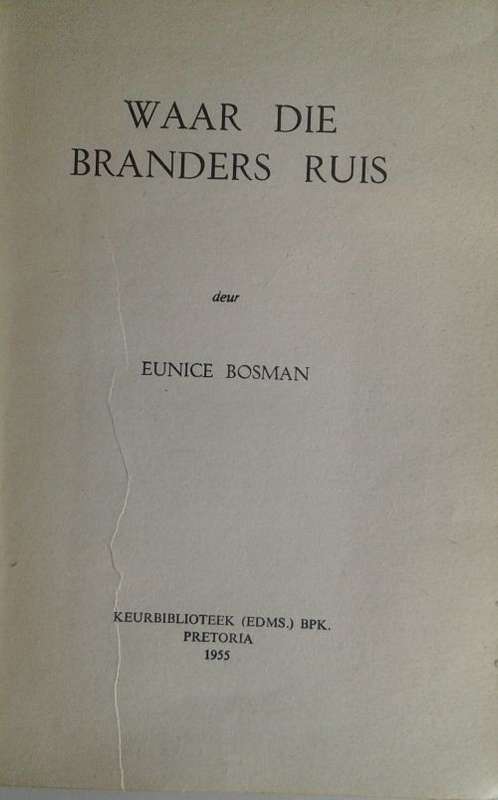 WAAR DIE
BRANDERS RUIS
deur
EUNICE BOSMAN
KEURBIBLIOTEEK (EDMS.) BPK.
PRETORIA
1955